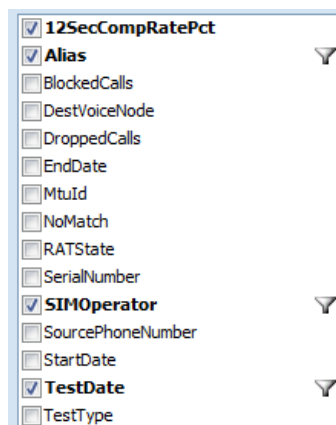 12SecCompRatePct
Alias
BlockedCalls
DestVoiceNode
DroppedCalls
EndDate
MtuId
NoMatch
RATState
SerialNumber
SIMOperator
SourcePhoneNumber
StartDate
TestDate
TestType